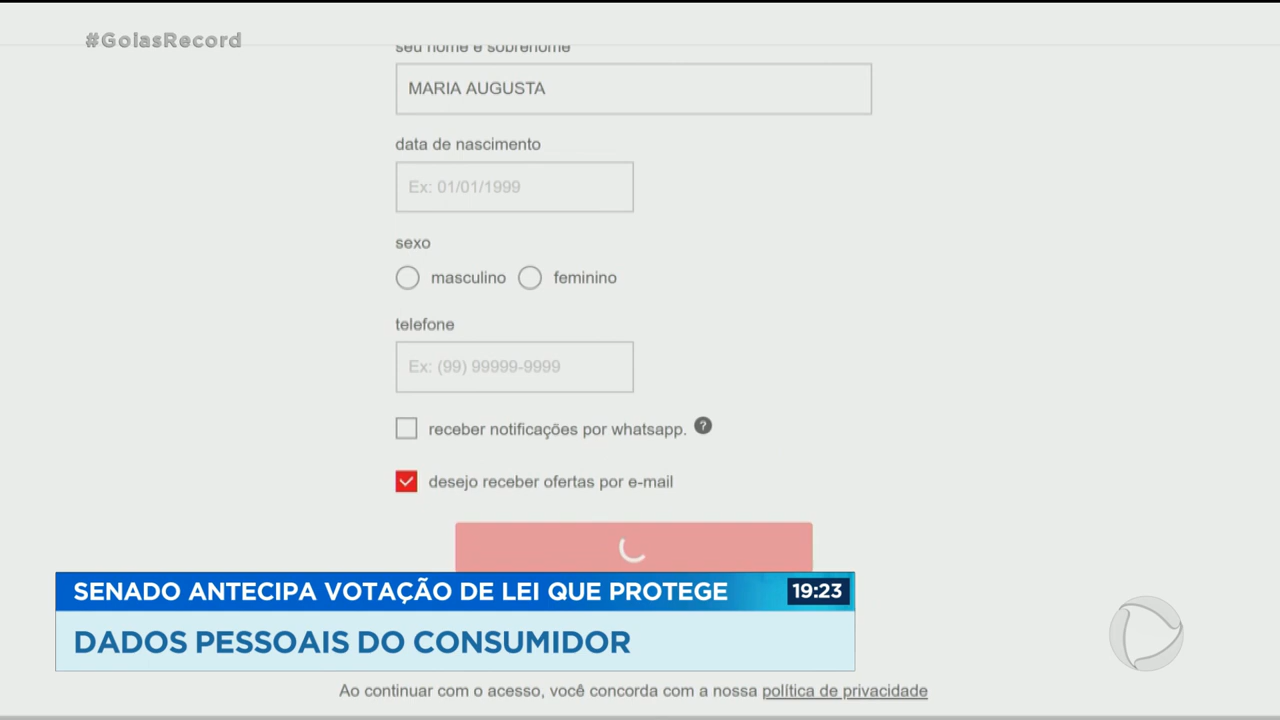 #GoIasRecord
seu nome e sobrenome
MARIA AUGUSTA
data de nascimento
Ex: 01/01/1999
sexo
masculino feminino
telefone
Ex: (99) 99999-9999
receber notificações por whatsapp. ?
desejo receber ofertas por e-mail
SENADO ANTECIPA VOTAÇÃO DE LEI QUE PROTEGE 19:23
DADOS PESSOAIS DO CONSUMIDOR
Ao continuar com o acesso, você concorda com a nossa política de privacidade